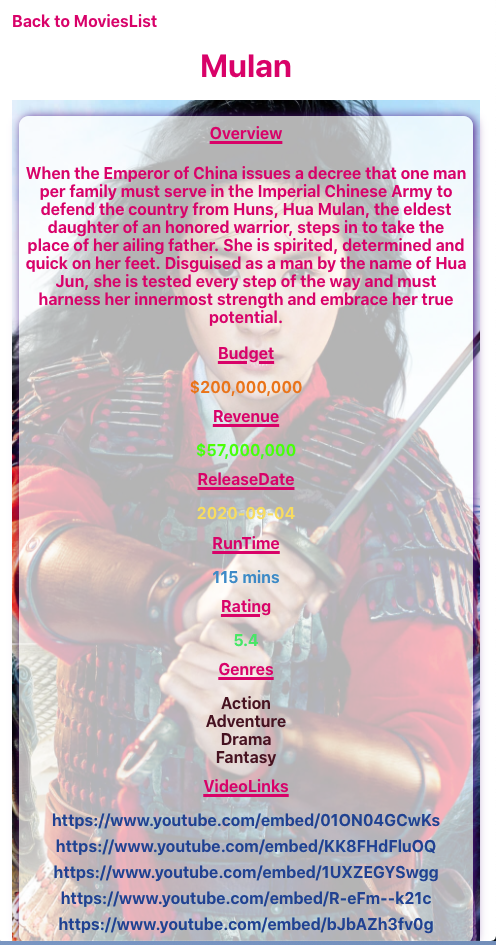 Back to MoviesList
Mulan
Overview
When the Emperor of China issues a decree that one man
per family must serve in the Imperial Chinese Army to
defend the country from Huns, Hua Mulan, the eldest
daughter of an honored warrior, steps in to take the
place of her ailing father. She is spirited, determined and
quick on her feet. Disguised as a man by the name of Hua
Jun, she is tested every step of the way and must
harness her innermost strength and embrace her true
potential.
Budget
$200,000,000
Revenue
$57,000,000
ReleaseDate
2020-09-04
RunTime
115 mins
Rating
5.4
Genres
Action
Adventure
Drama
Fantasy
VideoLinks
https://www.youtube.com/embed/01ON04GCwKs
https://www.youtube.com/embed/KK8FHdFluOQ
https://www.youtube.com/embed/1UXZEGYSwgg
https://www.youtube.com/embed/R-eFm--k21c
https://www.youtube.com/embed/bJbAZh3fv0g